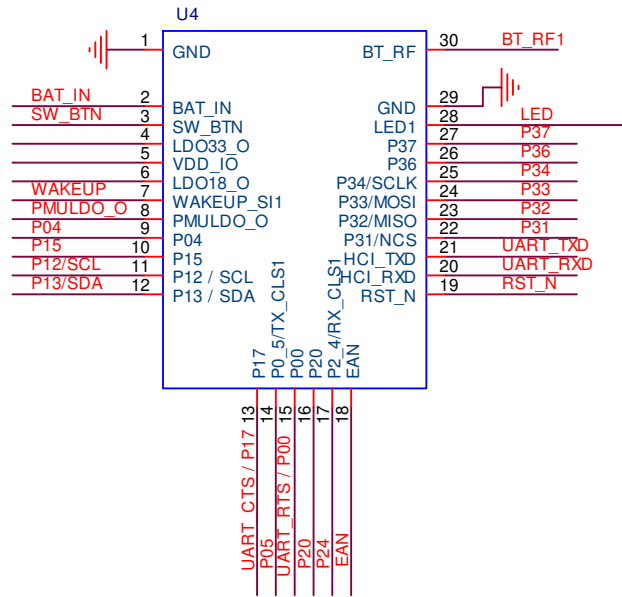 U4
1 GND
BT_RF 30 BT_RF1
BAT_IN 2 BAT_IN
GND 29
SW_BTN 3 SW_BTN
LED1 28 LED
4 LDO33_O
P37 27 P37
5 VDD_IO
P36 26 P36
6 LDO18_O
P34/SCLK 25 P34
WAKEUP 7 WAKEUP_SI1
P33/MOSI 24 P33
PMULDO_O 8 PMULDO_O
P32/MISO 23 P32
P04 9 P04
P31/NCS 22 P31
P15 10 P15
HCI_TXD 21 UART_TXD
P12/SCL 11 P12 / SCL
HCI_RXD 20 UART_RXD
P13/SDA 12 P13 / SDA
RST_N 19 RST_N
P17 13 UART_CTS / P17
P0_5/TX_CLS1 14 P05
P00 15 UART_RTS / P00
P20 16 P20
P2_4/RX_CLS1 17 P24
EAN 18 EAN